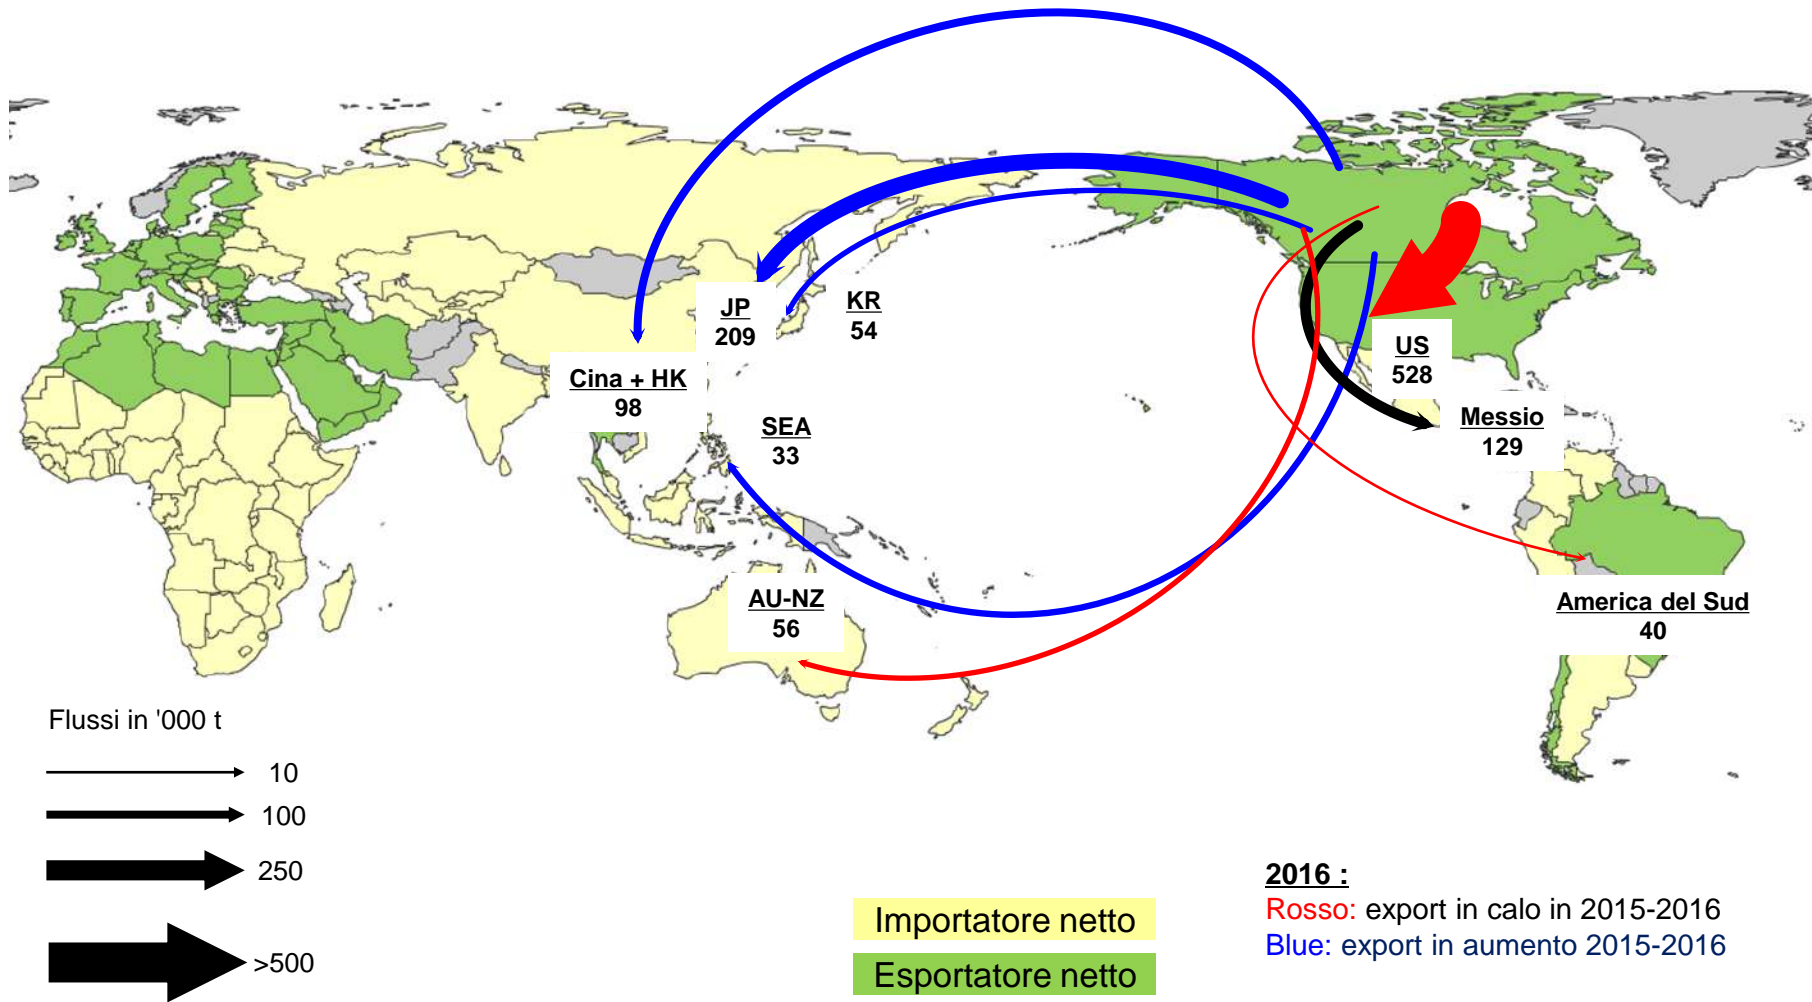 JP
209
KR
54
US
528
Cina + HK
98
Messio
129
SEA
33
AU-NZ
56
America del Sud
40
Flussi in '000 t
10
100
250
>500
Importatore netto
Esportatore netto
2016 :
Rosso: export in calo in 2015-2016
Blue: export in aumento 2015-2016